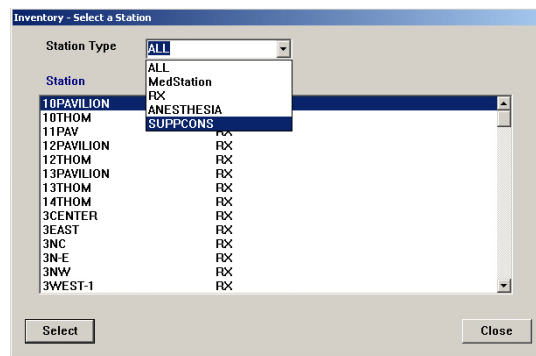 Inventory - Select a Station
Station Type ALL
ALL
MedStation
RX
ANESTHESIA
SUPPCONS
Station
10PAVILION
10THOM
11PAV RX
12PAVILION RX
12THOM RX
13PAVILION RX
13THOM RX
14THOM RX
3CENTER RX
3EAST RX
3NC RX
3N-E RX
3NW RX
3WEST-1 RX
Select Close